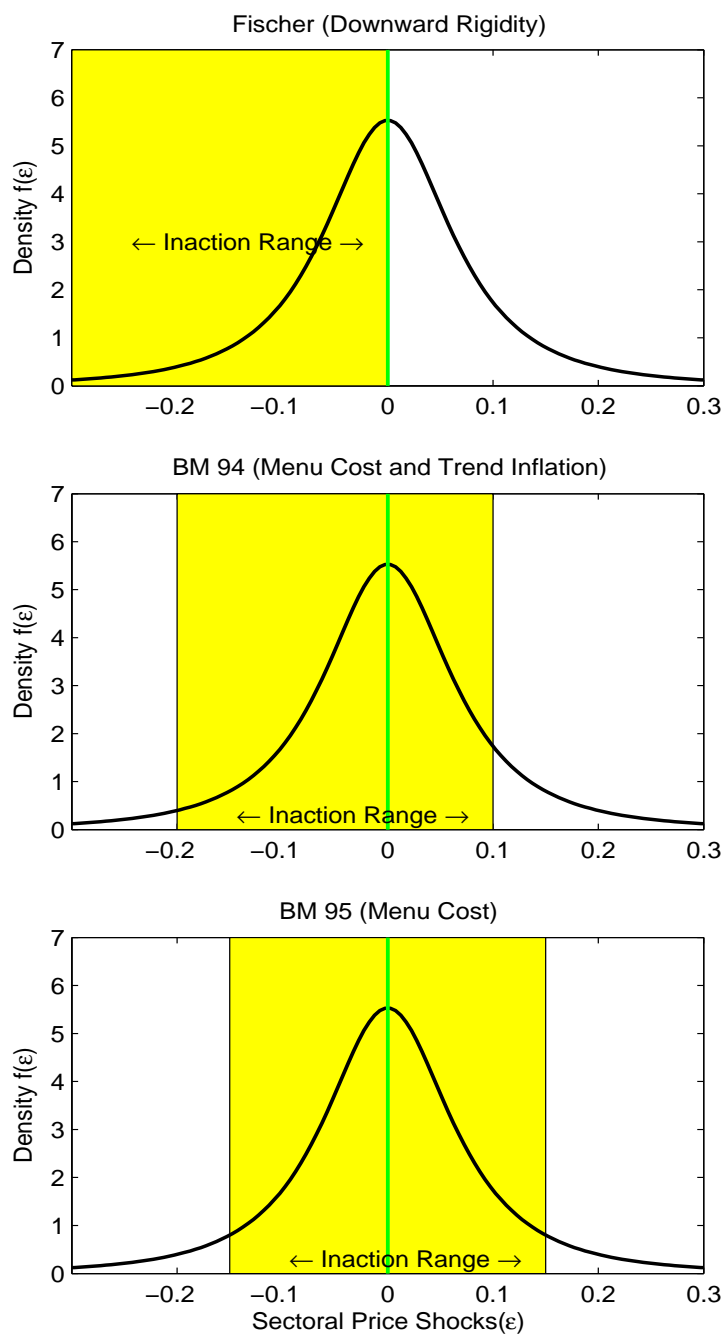 Fischer (Downward Rigidity)
7
6
5
4
3
2
1
0
Density f(ε)
← Inaction Range →
−0.2 −0.1 0 0.1 0.2 0.3
BM 94 (Menu Cost and Trend Inflation)
7
6
5
4
3
2
1
0
Density f(ε)
← Inaction Range →
−0.2 −0.1 0 0.1 0.2 0.3
BM 95 (Menu Cost)
7
6
5
4
3
2
1
0
Density f(ε)
← Inaction Range →
−0.2 −0.1 0 0.1 0.2 0.3
Sectoral Price Shocks(ε)